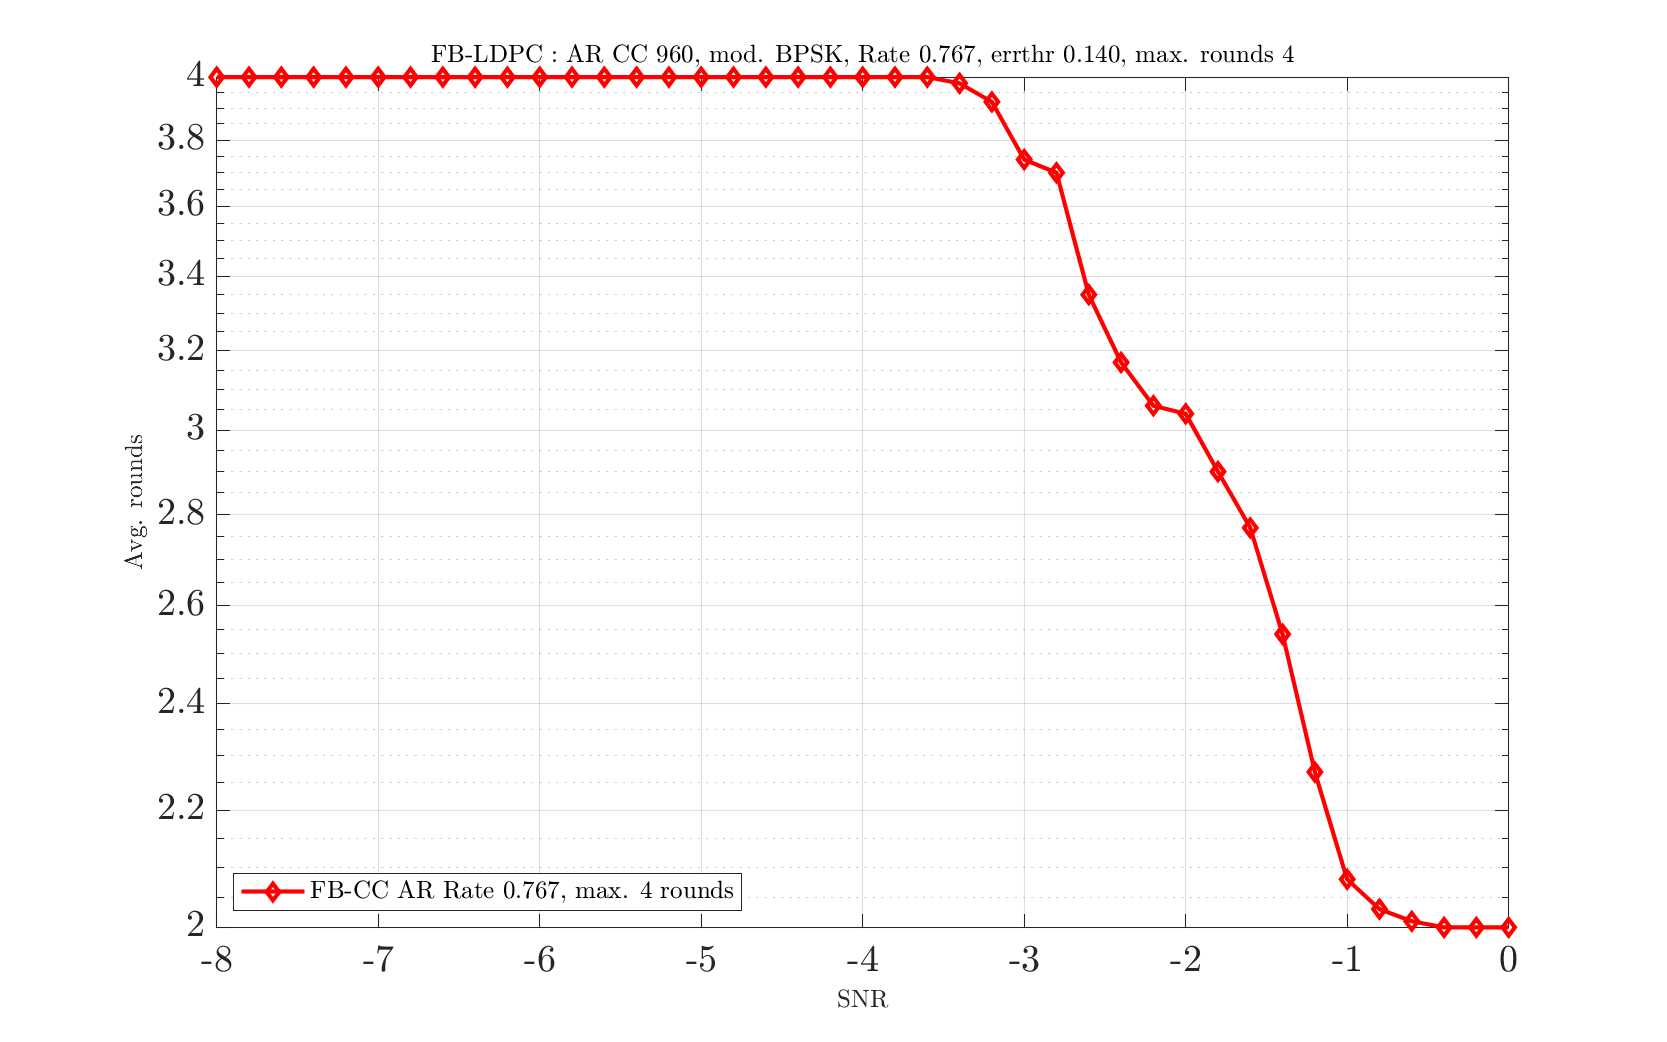 FB-LDPC : AR CC 960, mod. BPSK, Rate 0.767, errthr 0.140, max. rounds 4
4
3.8
3.6
3.4
3.2
3
2.8
2.6
2.4
2.2
2
Avg. rounds
FB-CC AR Rate 0.767, max. 4 rounds
-8 -7 -6 -5 -4 -3 -2 -1 0
SNR